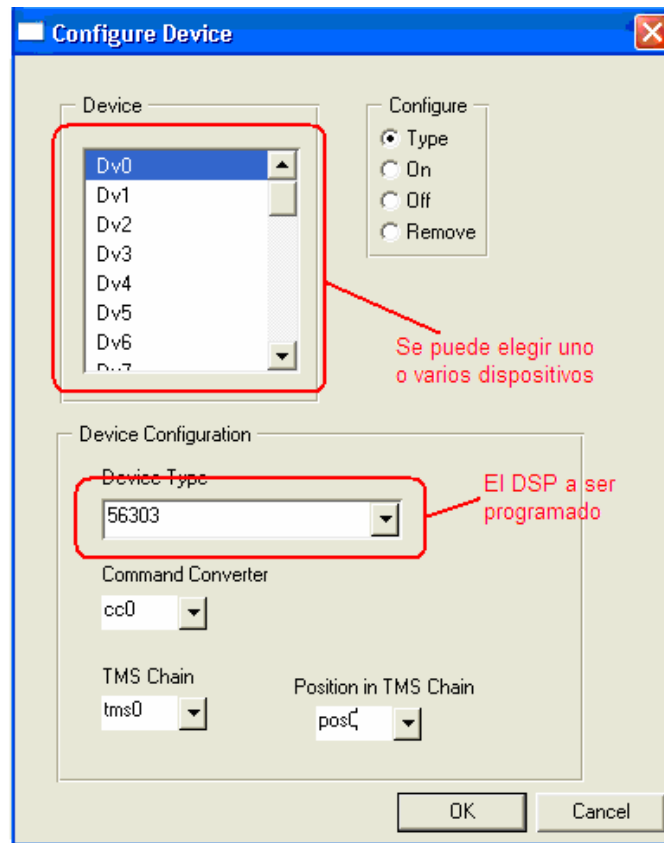 Configure Device
Device
Dv0
Dv1
Dv2
Dv3
Dv4
Dv5
Dv6
Dv7
Configure
Type
On
Off
Remove
Se puede elegir uno
o varios dispositivos
Device Configuration
Device Type
56303
El DSP a ser
programado
Command Converter
cc0
TMS Chain
tms0
Position in TMS Chain
OK
Cancel